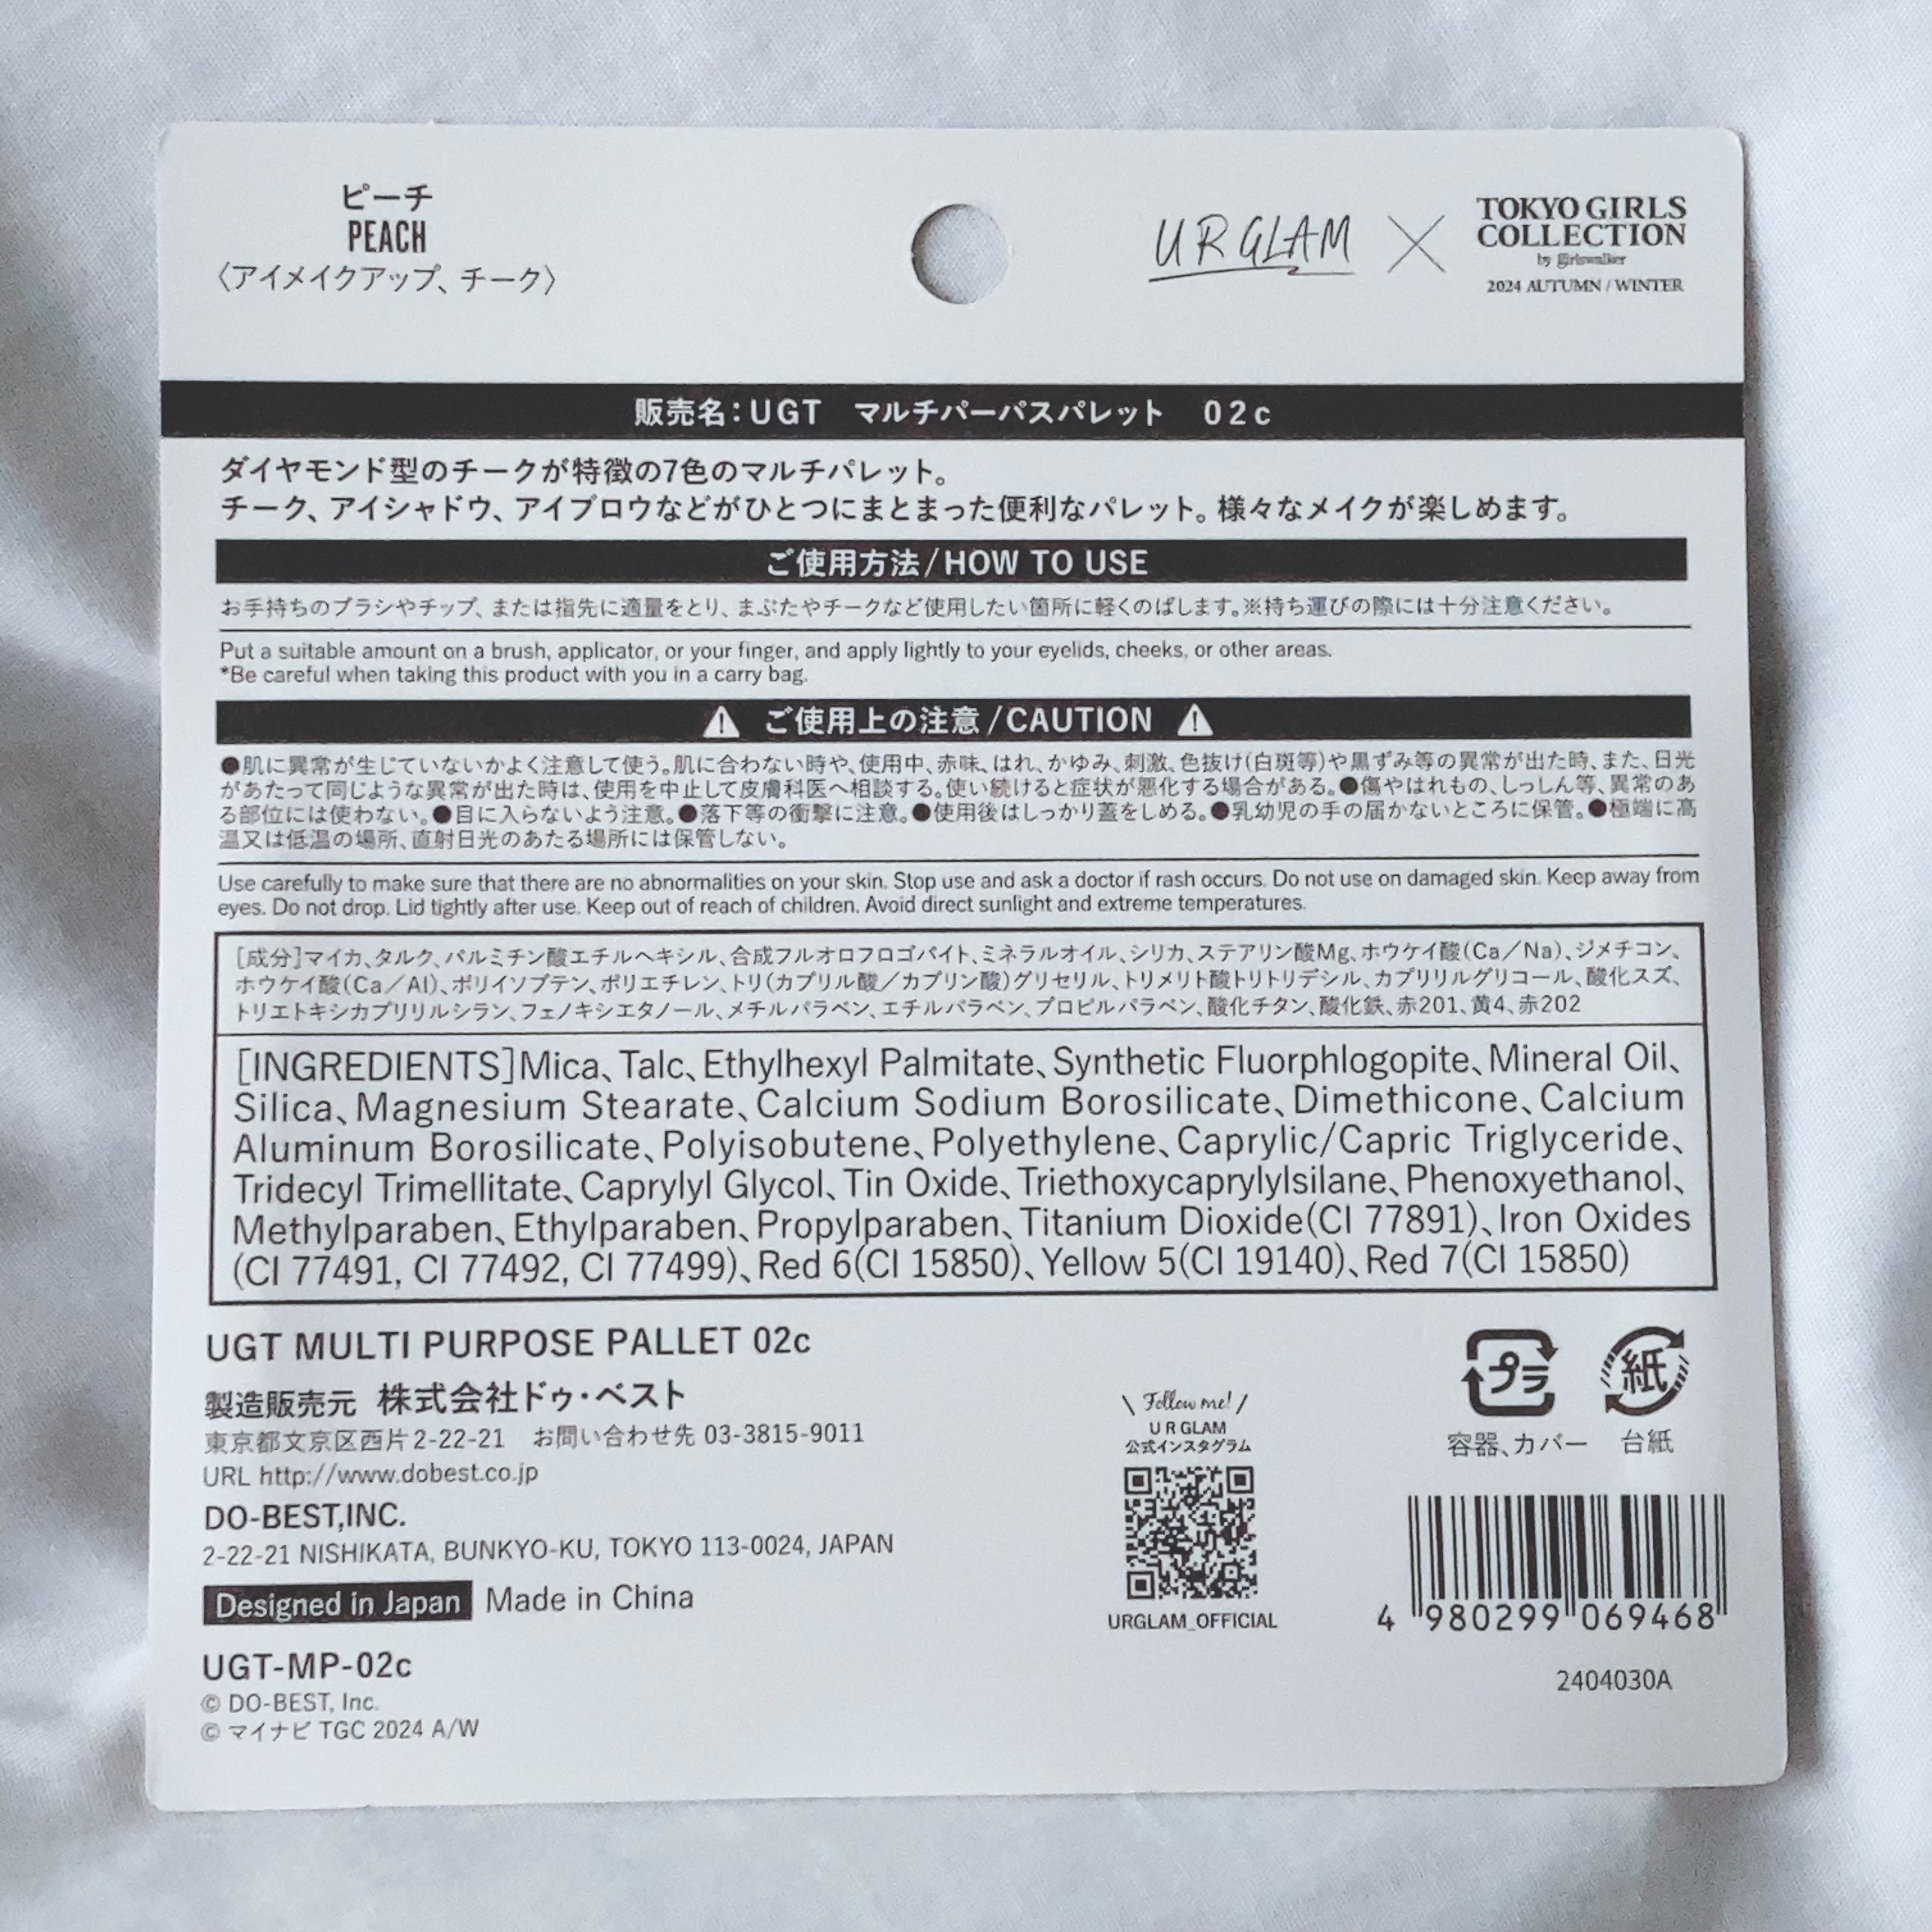 ピーチ
PEACH
〈アイメイクアップ、チーク〉
URGLAM × TOKYO GIRLS
COLLECTION
by girlswalker
2024 AUTUMN / WINTER
販売名：UGT　マルチパーパスパレット　02c
ダイヤモンド型のチークが特徴の7色のマルチパレット。
チーク、アイシャドウ、アイブロウなどがひとつにまとまった便利なパレット。様々なメイクが楽しめます。
ご使用方法/HOW TO USE
お手持ちのブラシやチップ、または指先に適量をとり、まぶたやチークなど使用したい箇所に軽くのばします。※持ち運びの際には十分注意ください。
Put a suitable amount on a brush, applicator, or your finger, and apply lightly to your eyelids, cheeks, or other areas.
*Be careful when taking this product with you in a carry bag.
⚠ ご使用上の注意/CAUTION ⚠
●肌に異常が生じていないかよく注意して使う。肌に合わない時や、使用中、赤味、はれ、かゆみ、刺激、色抜け(白斑等)や黒ずみ等の異常が出た時、また、日光
があたって同じような異常が出た時は、使用を中止して皮膚科医へ相談する。使い続けると症状が悪化する場合がある。●傷やはれもの、しっしん等、異常のあ
る部位には使わない。●目に入らないよう注意。●落下等の衝撃に注意。●使用後はしっかり蓋をしめる。●乳幼児の手の届かないところに保管。●極端に高
温又は低温の場所、直射日光のあたる場所には保管しない。
Use carefully to make sure that there are no abnormalities on your skin. Stop use and ask a doctor if rash occurs. Do not use on damaged skin. Keep away from
eyes. Do not drop. Lid tightly after use. Keep out of reach of children. Avoid direct sunlight and extreme temperatures.
[成分]マイカ、タルク、パルミチン酸エチルヘキシル、合成フルオロフロゴパイト、ミネラルオイル、シリカ、ステアリン酸Mg、ホウケイ酸(Ca／Na)、ジメチコン、
ホウケイ酸(Ca／Al)、ポリイソブテン、ポリエチレン、トリ(カプリル酸／カプリン酸)グリセリル、トリメリト酸トリトリデシル、カプリリルグリコール、酸化スズ、
トリエトキシカプリリルシラン、フェノキシエタノール、メチルパラベン、エチルパラベン、プロピルパラベン、酸化チタン、酸化鉄、赤201、黄4、赤202
[INGREDIENTS]Mica、Talc、Ethylhexyl Palmitate、Synthetic Fluorphlogopite、Mineral Oil、
Silica、Magnesium Stearate、Calcium Sodium Borosilicate、Dimethicone、Calcium
Aluminum Borosilicate、Polyisobutene、Polyethylene、Caprylic/Capric Triglyceride、
Tridecyl Trimellitate、Caprylyl Glycol、Tin Oxide、Triethoxycaprylylsilane、Phenoxyethanol、
Methylparaben、Ethylparaben、Propylparaben、Titanium Dioxide(CI 77891)、Iron Oxides
(CI 77491, CI 77492, CI 77499)、Red 6(CI 15850)、Yellow 5(CI 19140)、Red 7(CI 15850)
UGT MULTI PURPOSE PALLET 02c
製造販売元 株式会社ドゥ・ベスト
東京都文京区西片2-22-21　お問い合わせ先 03-3815-9011
URL http://www.dobest.co.jp
DO-BEST,INC.
2-22-21 NISHIKATA, BUNKYO-KU, TOKYO 113-0024, JAPAN
Designed in Japan Made in China
UGT-MP-02c
© DO-BEST, Inc.
© マイナビ TGC 2024 A/W
\ Follow me! /
URGLAM
公式インスタグラム
URGLAM_OFFICIAL
プラ
容器、カバー
紙
台紙
4 980299 069468
2404030A